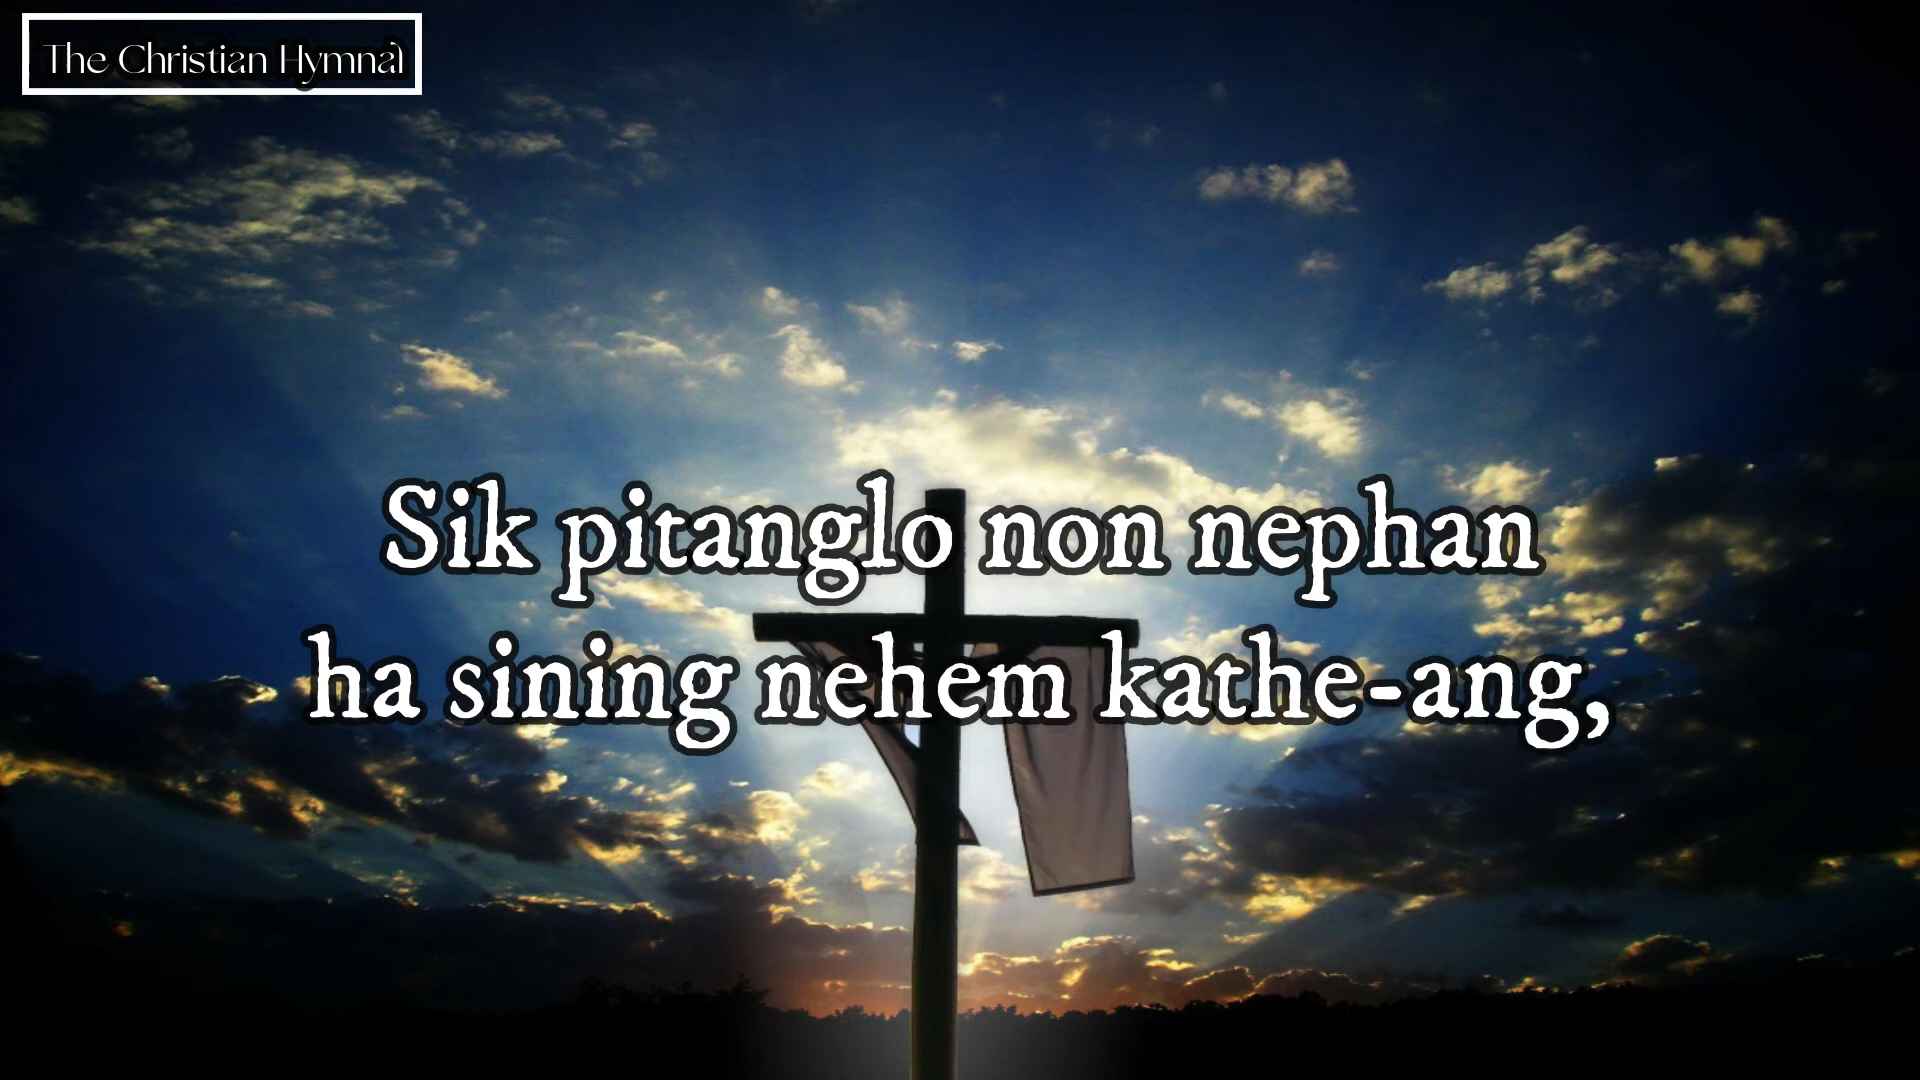 The Christian Hymnal
Sik pitanglo non nephan
ha sining nehem kathe-ang,